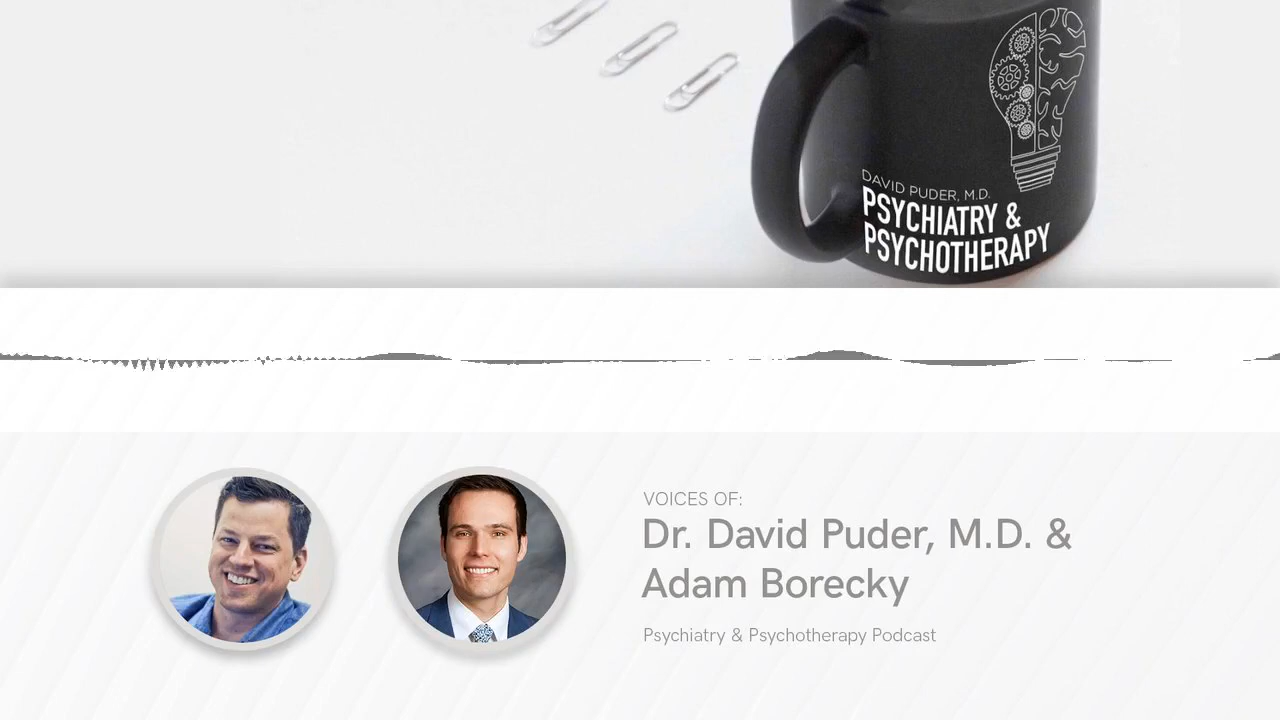 DAVID PUDER, M.D.
PSYCHIATRY &
PSYCHOTHERAPY
VOICES OF:
Dr. David Puder, M.D. &
Adam Borecky
Psychiatry & Psychotherapy Podcast